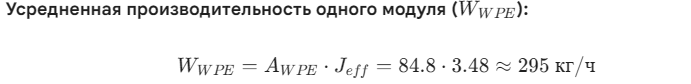 Усредненная производительность одного модуля (W_{WPE}):
W_{WPE} = A_{WPE} · J_{eff} = 84.8 · 3.48 ≈ 295 кг/ч